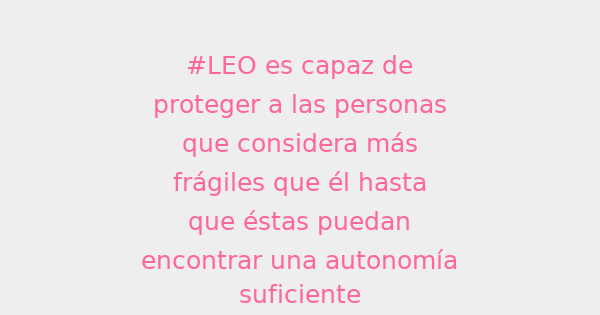 #LEO es capaz de
proteger a las personas
que considera más
frágiles que él hasta
que éstas puedan
encontrar una autonomía
suficiente